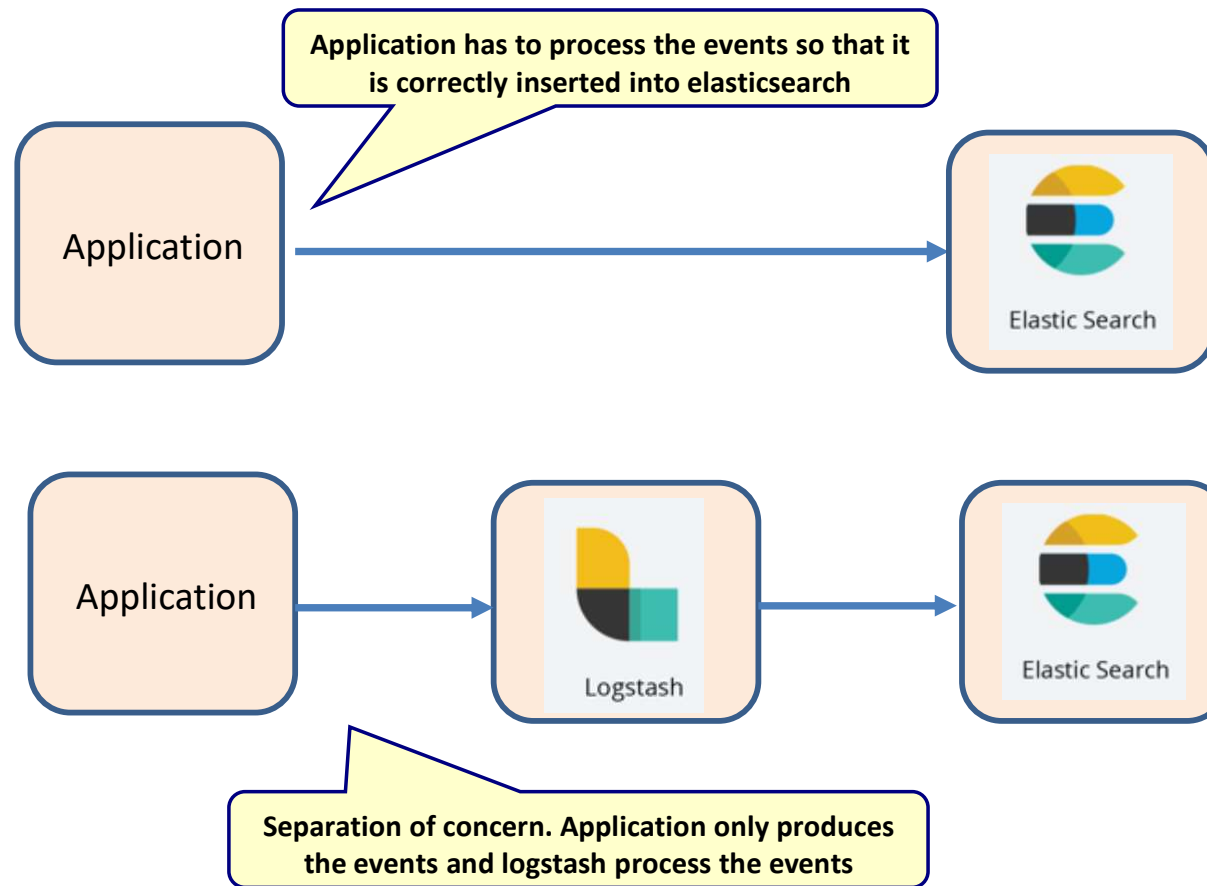 Application has to process the events so that it
is correctly inserted into elasticsearch
Application
Elastic Search
Application
Logstash
Elastic Search
Separation of concern. Application only produces
the events and logstash process the events